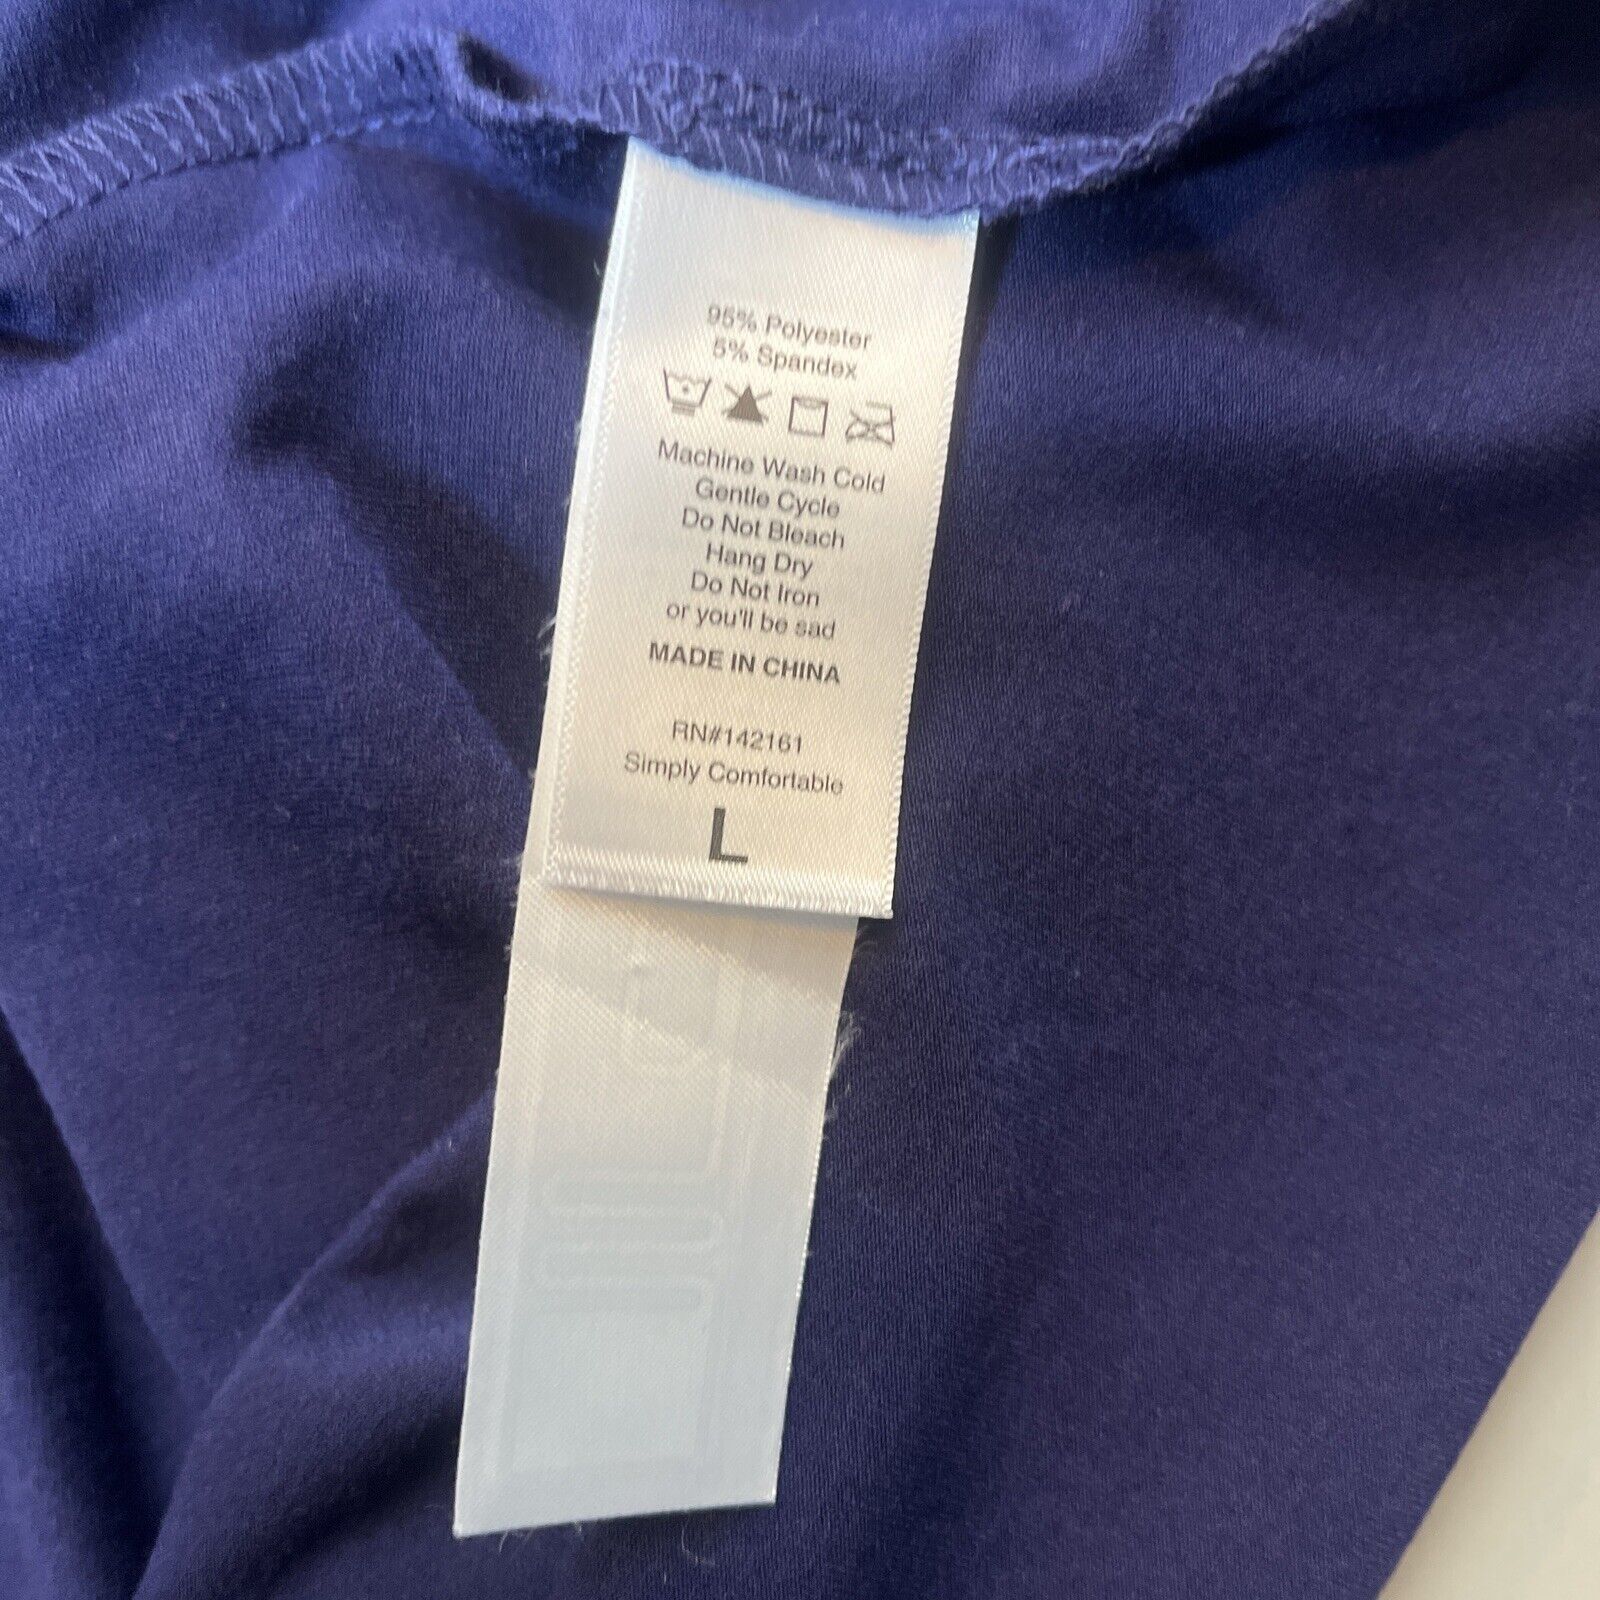 95% Polyester
5% Spandex
Machine Wash Cold
Gentle Cycle
Do Not Bleach
Hang Dry
Do Not Iron
or you'll be sad
MADE IN CHINA
RN#142161
Simply Comfortable
L